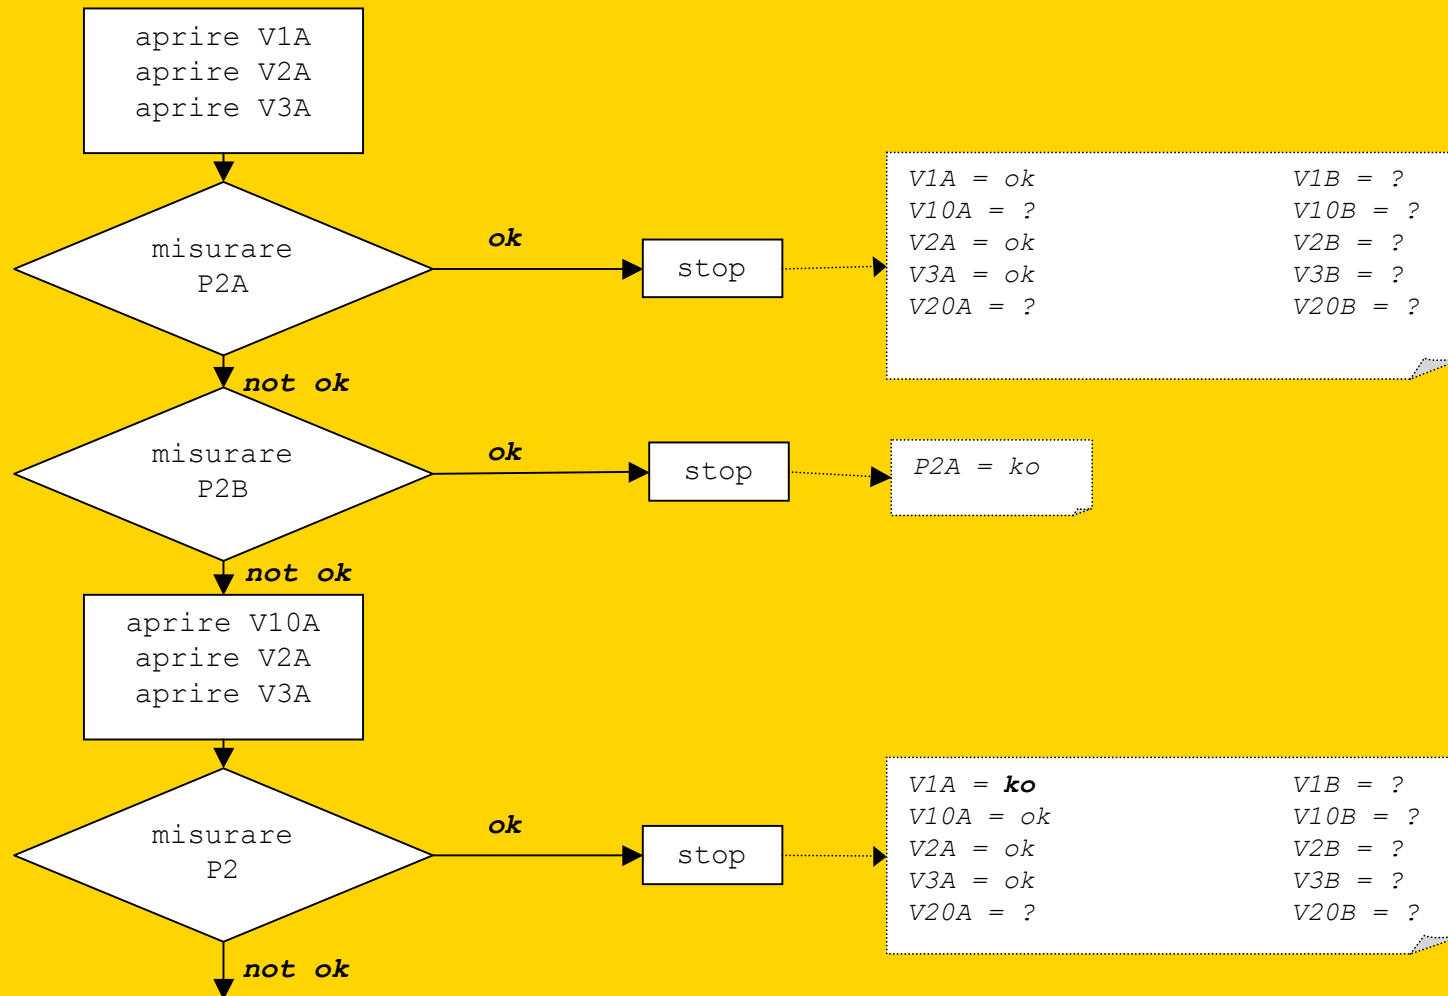 aprire V1A
aprire V2A
aprire V3A
misurare
P2A
ok
stop
V1A = ok V1B = ?
V10A = ? V10B = ?
V2A = ok V2B = ?
V3A = ok V3B = ?
V20A = ? V20B = ?
not ok
misurare
P2B
ok
stop
P2A = ko
not ok
aprire V10A
aprire V2A
aprire V3A
misurare
P2
ok
stop
V1A = ko V1B = ?
V10A = ok V10B = ?
V2A = ok V2B = ?
V3A = ok V3B = ?
V20A = ? V20B = ?
not ok